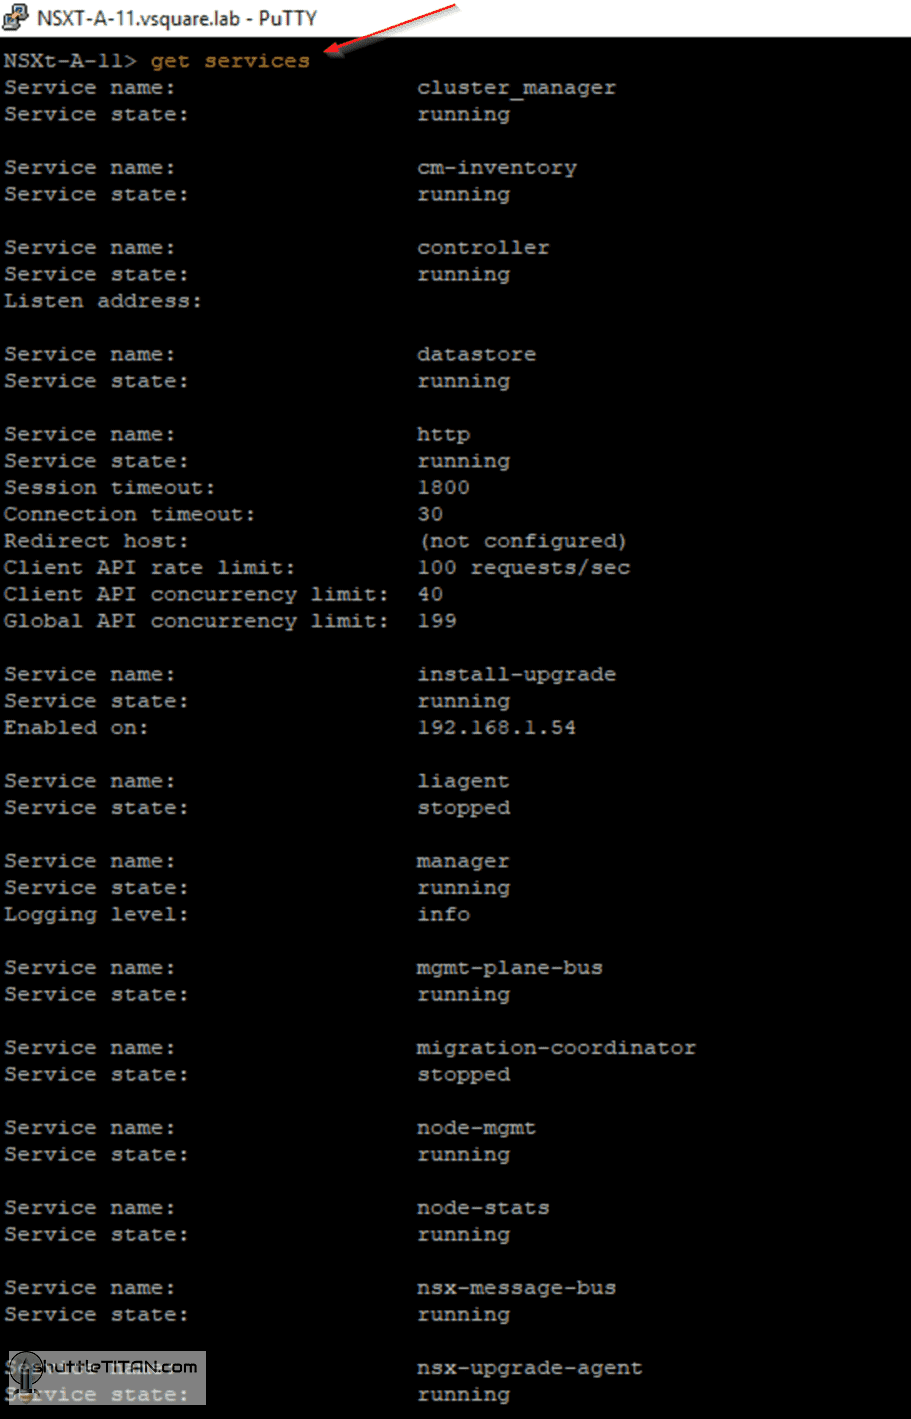 NSXT-A-11.vsquare.lab - PuTTY
NSXt-A-11> get services
Service name: cluster_manager
Service state: running
Service name: cm-inventory
Service state: running
Service name: controller
Service state: running
Listen address:
Service name: datastore
Service state: running
Service name: http
Service state: running
Session timeout: 1800
Connection timeout: 30
Redirect host: (not configured)
Client API rate limit: 100 requests/sec
Client API concurrency limit: 40
Global API concurrency limit: 199
Service name: install-upgrade
Service state: running
Enabled on: 192.168.1.54
Service name: liagent
Service state: stopped
Service name: manager
Service state: running
Logging level: info
Service name: mgmt-plane-bus
Service state: running
Service name: migration-coordinator
Service state: stopped
Service name: node-mgmt
Service state: running
Service name: node-stats
Service state: running
Service name: nsx-message-bus
Service state: running
Service name: nsx-upgrade-agent
shuttleTITAN.com
Service state: running